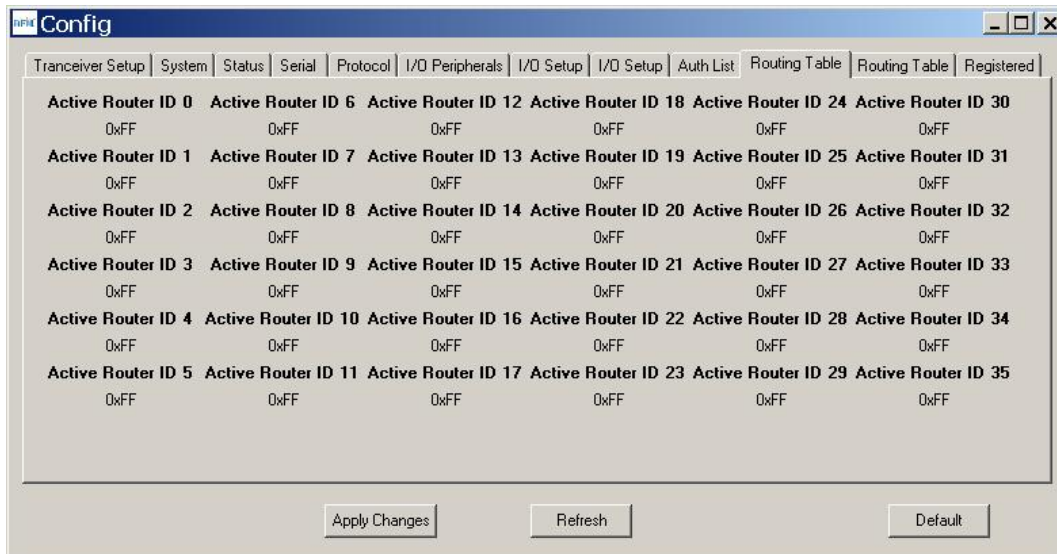 Config
Tranceiver Setup System Status Serial Protocol I/O Peripherals I/O Setup I/O Setup Auth List Routing Table Routing Table Registered
Active Router ID 0 Active Router ID 6 Active Router ID 12 Active Router ID 18 Active Router ID 24 Active Router ID 30
0xFF 0xFF 0xFF 0xFF 0xFF 0xFF
Active Router ID 1 Active Router ID 7 Active Router ID 13 Active Router ID 19 Active Router ID 25 Active Router ID 31
0xFF 0xFF 0xFF 0xFF 0xFF 0xFF
Active Router ID 2 Active Router ID 8 Active Router ID 14 Active Router ID 20 Active Router ID 26 Active Router ID 32
0xFF 0xFF 0xFF 0xFF 0xFF 0xFF
Active Router ID 3 Active Router ID 9 Active Router ID 15 Active Router ID 21 Active Router ID 27 Active Router ID 33
0xFF 0xFF 0xFF 0xFF 0xFF 0xFF
Active Router ID 4 Active Router ID 10 Active Router ID 16 Active Router ID 22 Active Router ID 28 Active Router ID 34
0xFF 0xFF 0xFF 0xFF 0xFF 0xFF
Active Router ID 5 Active Router ID 11 Active Router ID 17 Active Router ID 23 Active Router ID 29 Active Router ID 35
0xFF 0xFF 0xFF 0xFF 0xFF 0xFF
Apply Changes Refresh Default